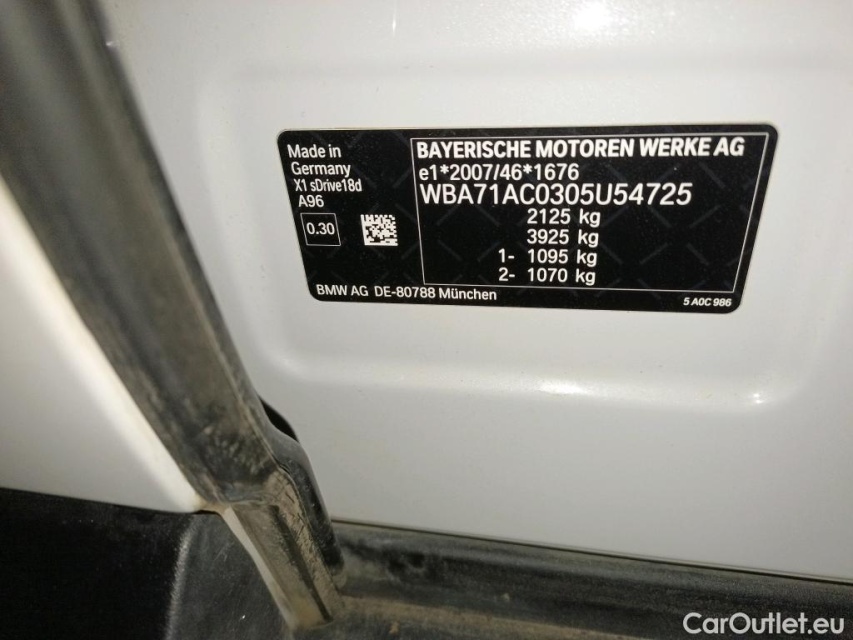 Made in
Germany
X1 sDrive18d
A96
0.30
BAYERISCHE MOTOREN WERKE AG
e1*2007/46*1676
WBA71AC0305U54725
2125 kg
3925 kg
1- 1095 kg
2- 1070 kg
BMW AG DE-80788 München
5 A0C 986
CarOutlet.eu